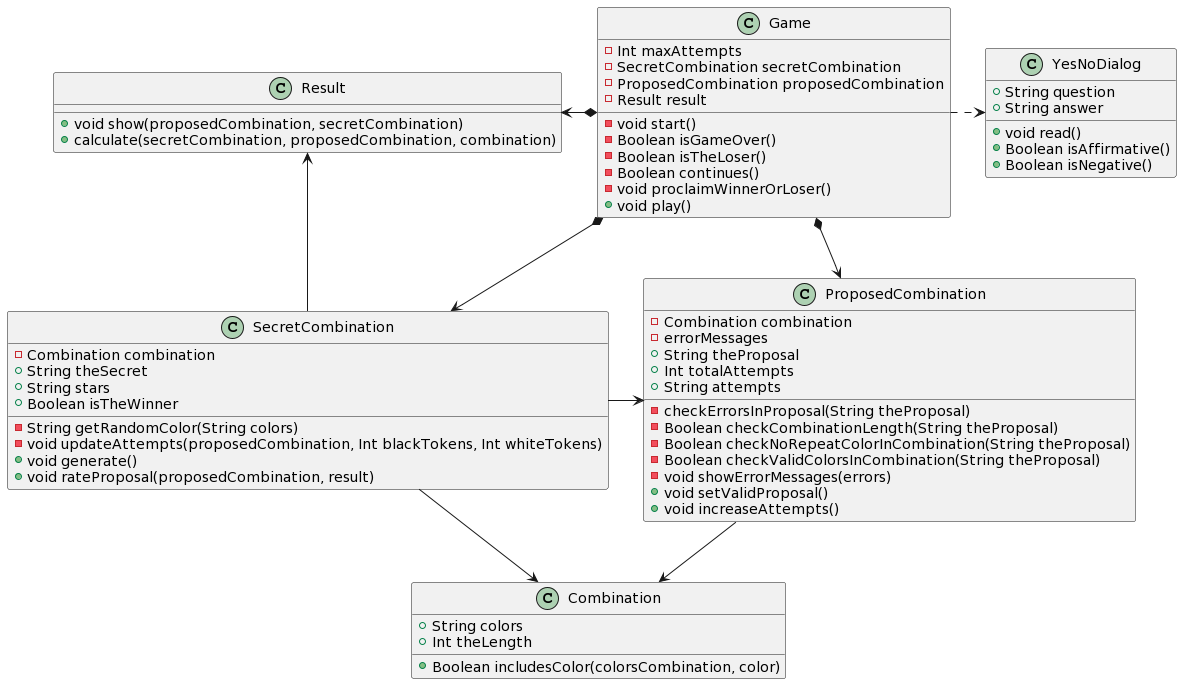 C Game
Int maxAttempts
SecretCombination secretCombination
ProposedCombination proposedCombination
Result result
void start()
Boolean isGameOver()
Boolean isTheLoser()
Boolean continues()
void proclaimWinnerOrLoser()
void play()
C YesNoDialog
String question
String answer
void read()
Boolean isAffirmative()
Boolean isNegative()
C Result
void show(proposedCombination, secretCombination)
calculate(secretCombination, proposedCombination, combination)
C SecretCombination
Combination combination
String theSecret
String stars
Boolean isTheWinner
String getRandomColor(String colors)
void updateAttempts(proposedCombination, Int blackTokens, Int whiteTokens)
void generate()
void rateProposal(proposedCombination, result)
C ProposedCombination
Combination combination
errorMessages
String theProposal
Int totalAttempts
String attempts
checkErrorsInProposal(String theProposal)
Boolean checkCombinationLength(String theProposal)
Boolean checkNoRepeatColorInCombination(String theProposal)
Boolean checkValidColorsInCombination(String theProposal)
void showErrorMessages(errors)
void setValidProposal()
void increaseAttempts()
C Combination
String colors
Int theLength
Boolean includesColor(colorsCombination, color)